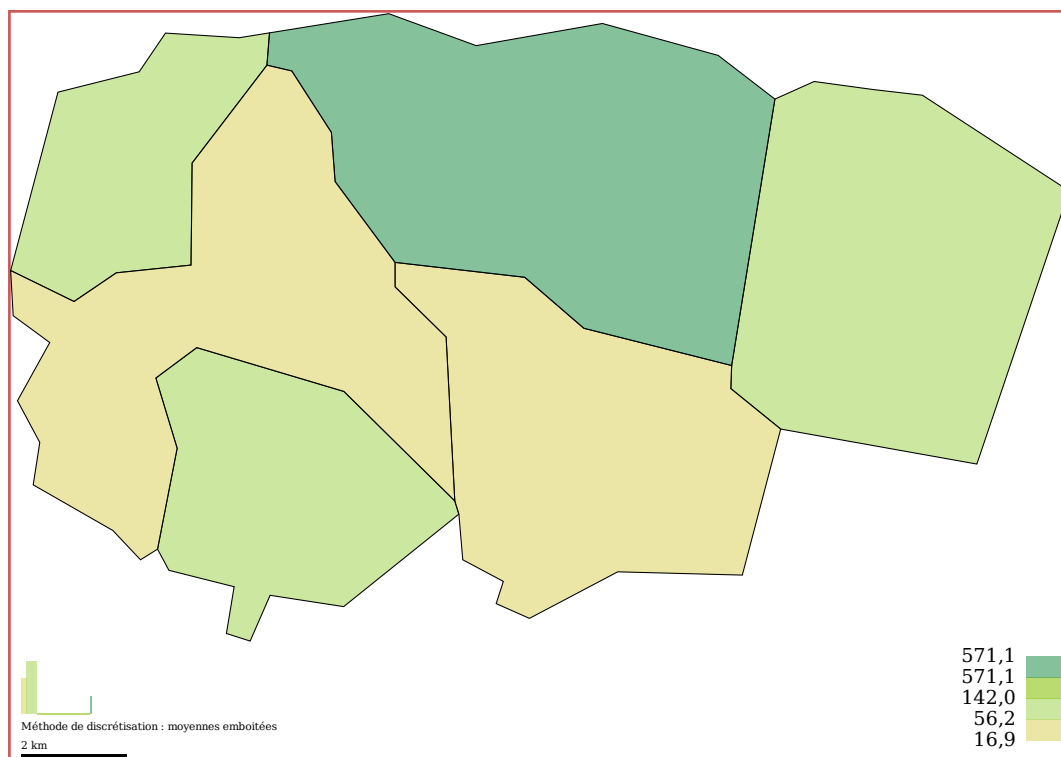 571,1
571,1
142,0
56,2
16,9
Méthode de discrétisation : moyennes emboitées
2 km